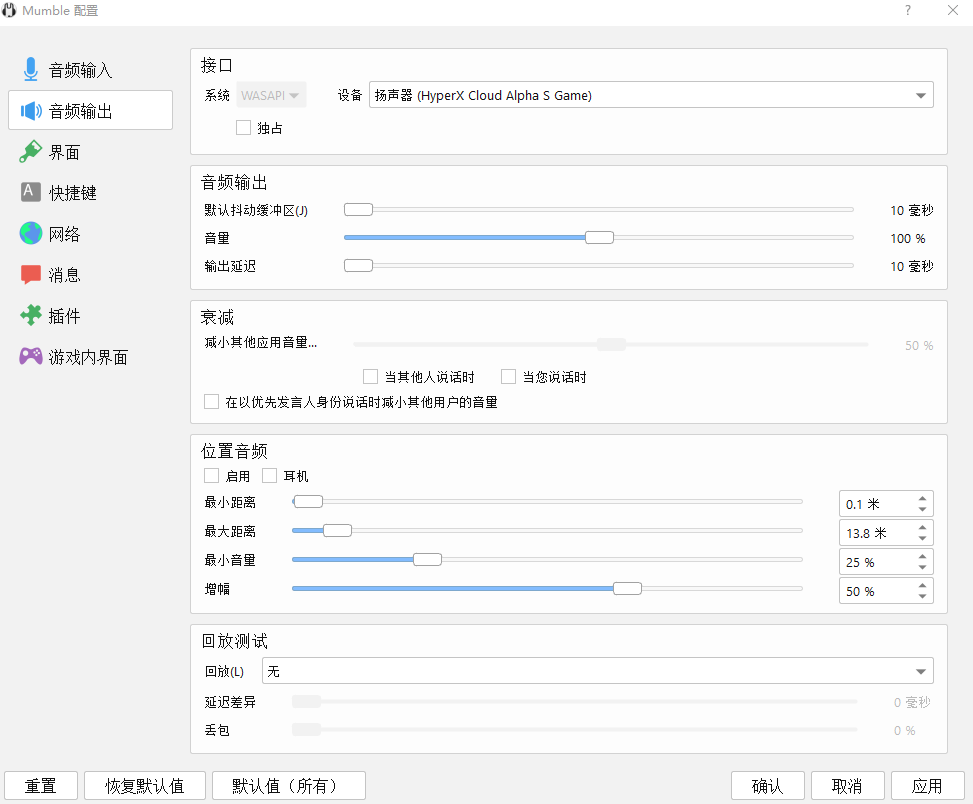 Mumble 配置
?
音频输入
音频输出
界面
A 快捷键
网络
消息
插件
游戏内界面
接口
系统 WASAPI 设备 扬声器 (HyperX Cloud Alpha S Game)
独占
音频输出
默认抖动缓冲区(J) 10 毫秒
音量 100 %
输出延迟 10 毫秒
衰减
减小其他应用音量... 50 %
当其他人说话时 当您说话时
在以优先发言人身份说话时减小其他用户的音量
位置音频
启用 耳机
最小距离 0.1 米
最大距离 13.8 米
最小音量 25 %
增幅 50 %
回放测试
回放(L) 无
延迟差异 0 毫秒
丢包 0 %
重置 恢复默认值 默认值（所有） 确认 取消 应用